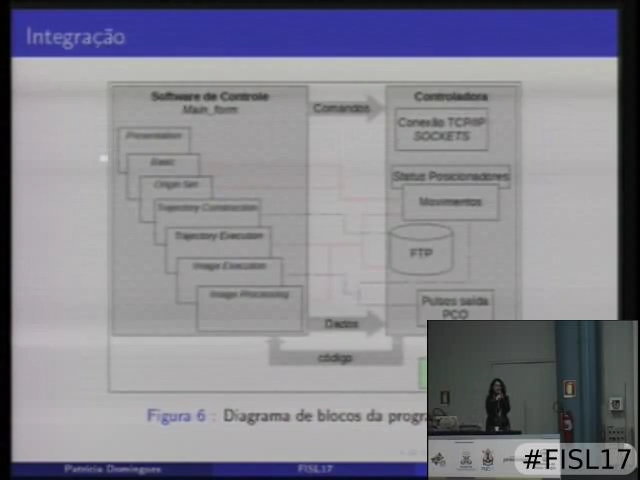 Integração
Software de Controle
Main_form
Comandos
Controladora
Presentation
Basic
Origin Set
Trajectory Construction
Trajectory Execution
Image Execution
Image Processing
Conexão TCP/IP
SOCKETS
Status Posicionadores
Movimentos
FTP
Pulsos saída
PCO
Dados
código
Figura 6 : Diagrama de blocos da progr
Patrícia Domingues
FISL17
#FISL17